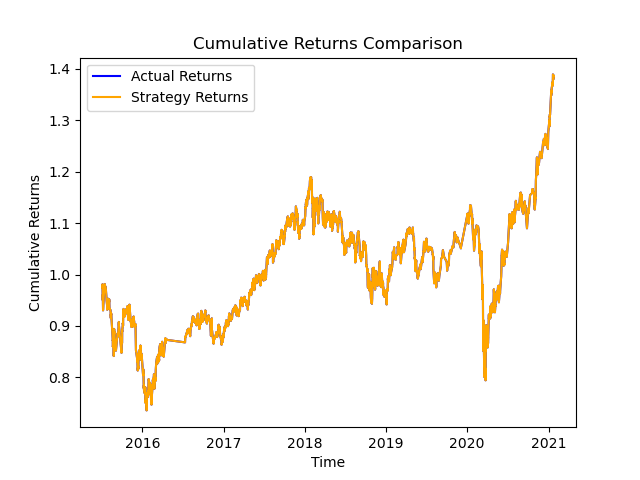 Cumulative Returns Comparison
Actual Returns
Strategy Returns
Cumulative Returns
1.4
1.3
1.2
1.1
1.0
0.9
0.8
2016 2017 2018 2019 2020 2021
Time